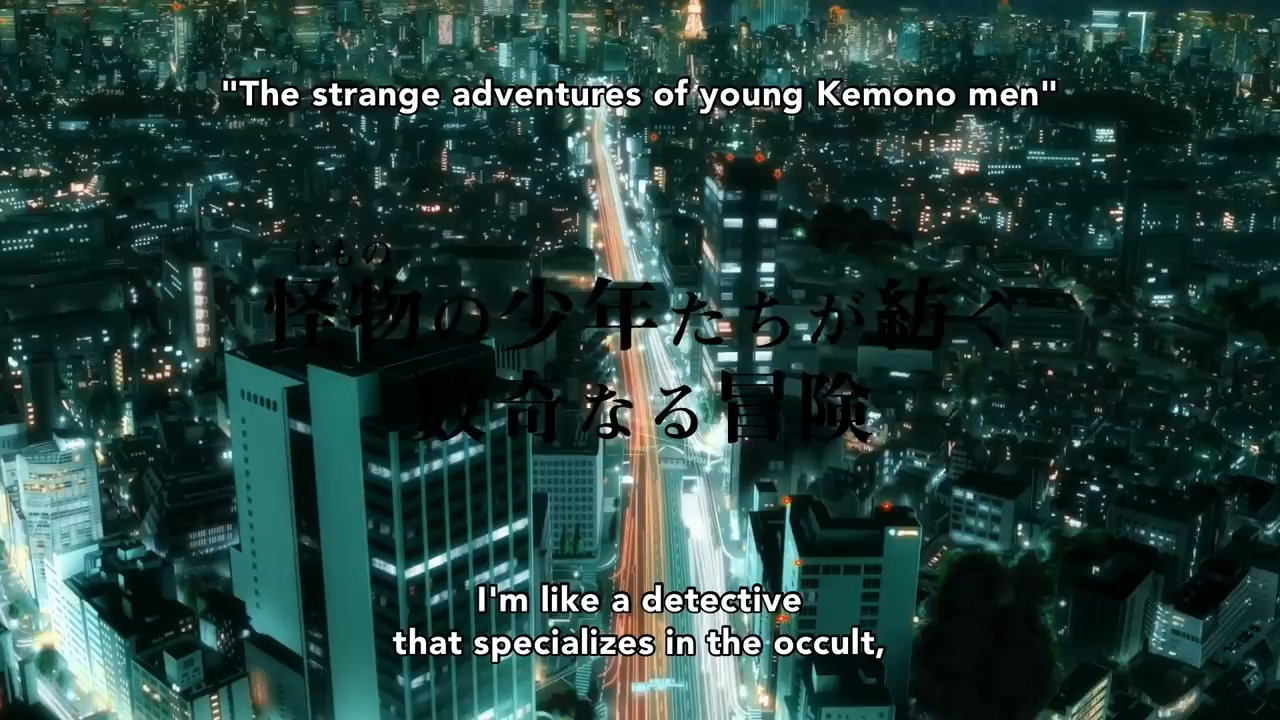 "The strange adventures of young Kemono men"
けもの
怪物の少年たちが紡ぐ
数奇なる冒険
I'm like a detective
that specializes in the occult,